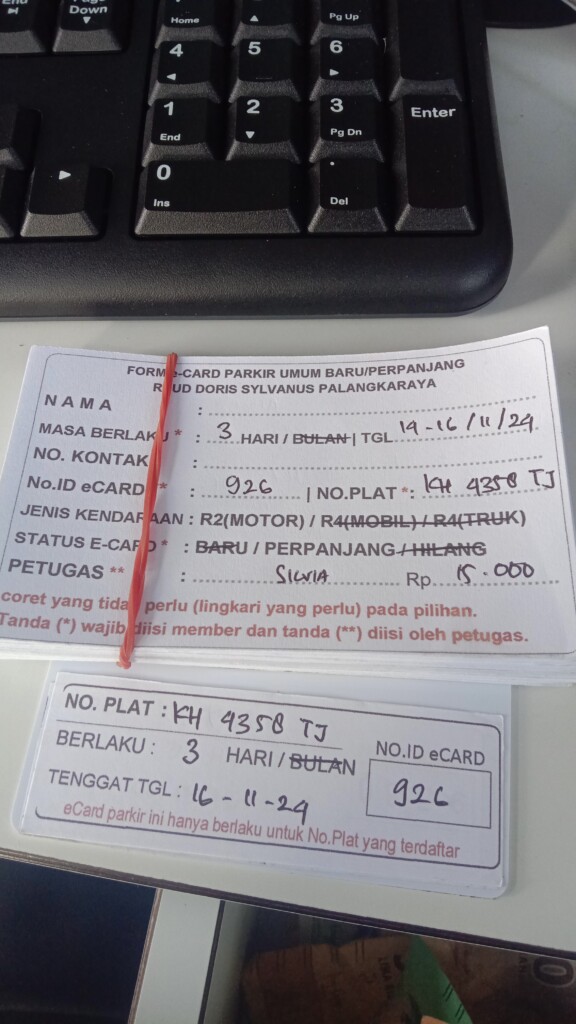 End
Page
Down
Home
Pg Up
4
5
6
1
End
2
3
Pg Dn
Enter
0
Ins
.
Del
FORM e-CARD PARKIR UMUM BARU/PERPANJANG
RSUD DORIS SYLVANUS PALANGKARAYA
NAMA :
MASA BERLAKU * : 3 HARI / BULAN | TGL 14-16/11/24
NO. KONTAK :
No.ID eCARD ** : 926 | NO.PLAT *: KH 4358 TJ
JENIS KENDARAAN : R2(MOTOR) / R4(MOBIL) / R4(TRUK)
STATUS E-CARD * : BARU / PERPANJANG / HILANG
PETUGAS ** : SILVIA Rp. 15.000
coret yang tidak perlu (lingkari yang perlu) pada pilihan.
Tanda (*) wajib diisi member dan tanda (**) diisi oleh petugas.
NO. PLAT : KH 4358 TJ
BERLAKU : 3 HARI / BULAN
NO.ID eCARD
TENGGAT TGL : 16-11-24
926
eCard parkir ini hanya berlaku untuk No.Plat yang terdaftar